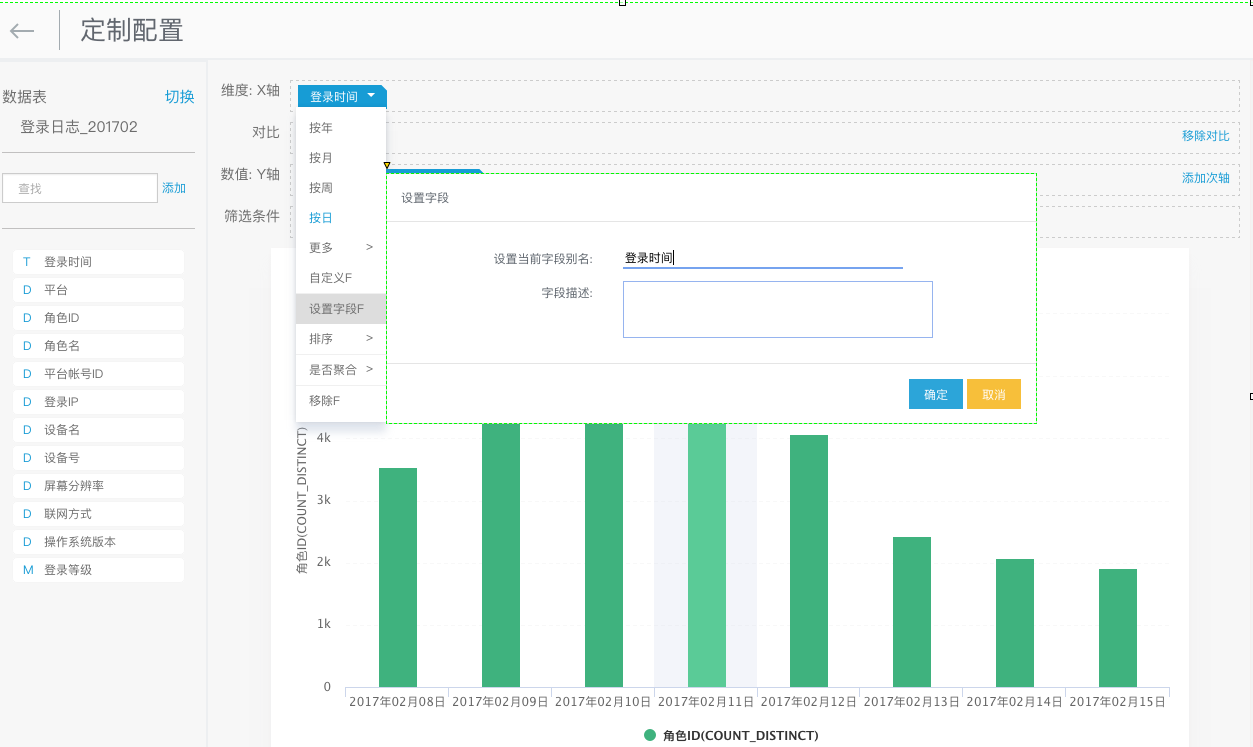 定制配置
数据表 切换
登录日志_201702
查找 添加
T 登录时间
D 平台
D 角色ID
D 角色名
D 平台帐号ID
D 登录IP
D 设备名
D 设备号
D 屏幕分辨率
D 联网方式
D 操作系统版本
M 登录等级
维度: X轴 登录时间
对比 移除对比
数值: Y轴 添加次轴
筛选条件
按年
按月
按周
按日
更多 >
自定义F
设置字段F
排序 >
是否聚合 >
移除F
设置字段
设置当前字段别名: 登录时间
字段描述:
确定 取消
角色ID(COUNT_DISTINCT)
4k
3k
2k
1k
0
2017年02月08日 2017年02月09日 2017年02月10日 2017年02月11日 2017年02月12日 2017年02月13日 2017年02月14日 2017年02月15日
角色ID(COUNT_DISTINCT)